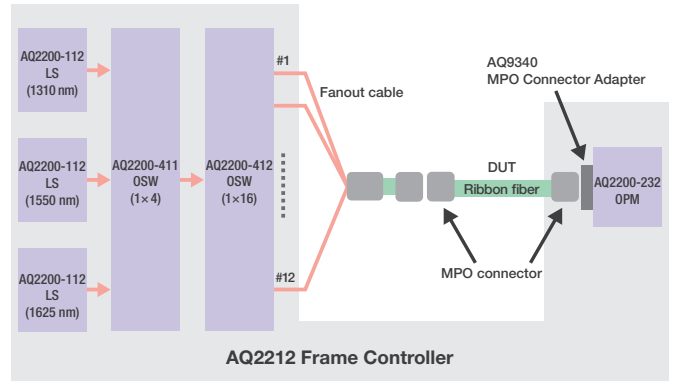 AQ2200-112
LS
(1310 nm)
AQ2200-112
LS
(1550 nm)
AQ2200-112
LS
(1625 nm)
AQ2200-411
OSW
(1×4)
AQ2200-412
OSW
(1×16)
#1
Fanout cable
#12
AQ9340
MPO Connector Adapter
DUT
Ribbon fiber
MPO connector
AQ2200-232
OPM
AQ2212 Frame Controller